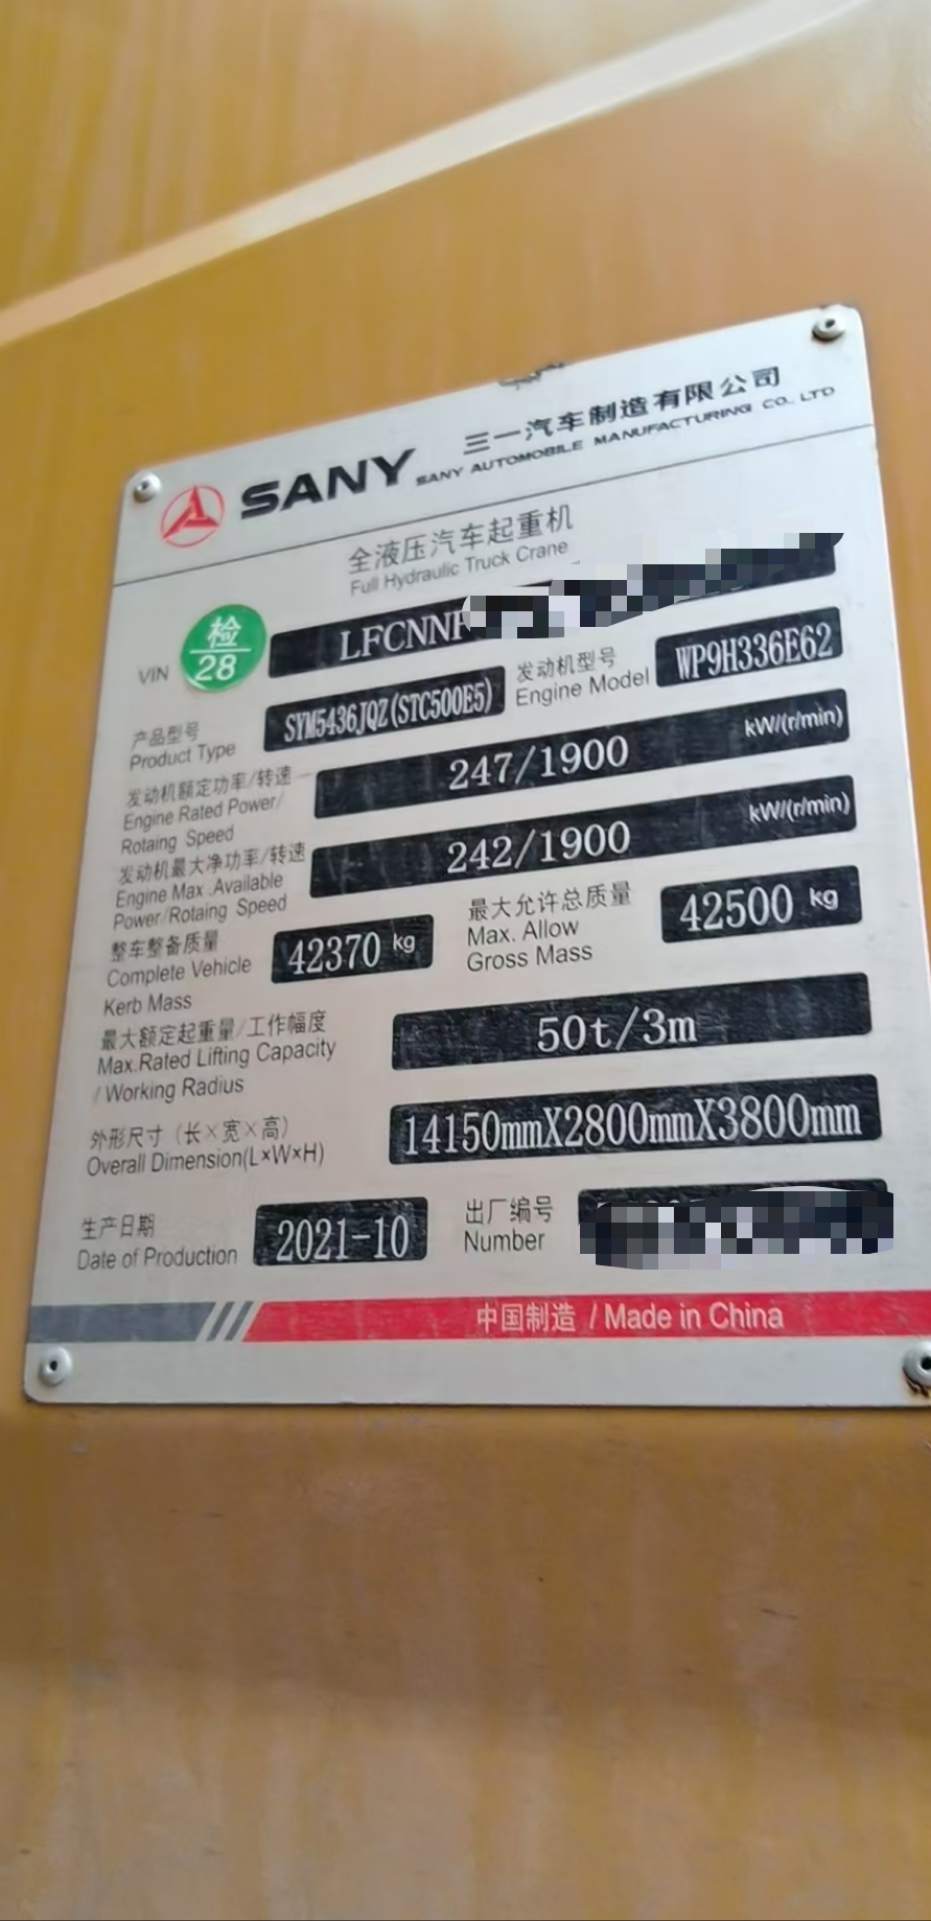 SANY 三一汽车制造有限公司
SANY AUTOMOBILE MANUFACTURING CO., LTD
全液压汽车起重机
Full Hydraulic Truck Crane
VIN 检 28 LFCNN
产品型号 SYM5436JQZ(STC500E5) 发动机型号 WP9H336E62
Product Type Engine Model
发动机额定功率/转速 247/1900 kW/(r/min)
Engine Rated Power/
Rotaing Speed
发动机最大净功率/转速 242/1900 kW/(r/min)
Engine Max .Available
Power/Rotaing Speed
整车整备质量 42370 kg 最大允许总质量 42500 kg
Complete Vehicle Max. Allow
Kerb Mass Gross Mass
最大额定起重量/工作幅度 50t/3m
Max.Rated Lifting Capacity
/ Working Radius
外形尺寸 (长×宽×高) 14150mmX2800mmX3800mm
Overall Dimension(L×W×H)
生产日期 2021-10 出厂编号
Date of Production Number
中国制造 / Made in China